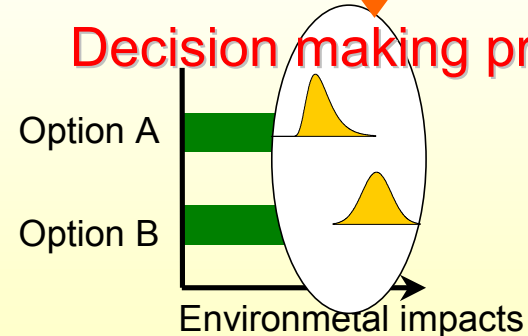 Decision making pr
Option A
Option B
Environmetal impacts